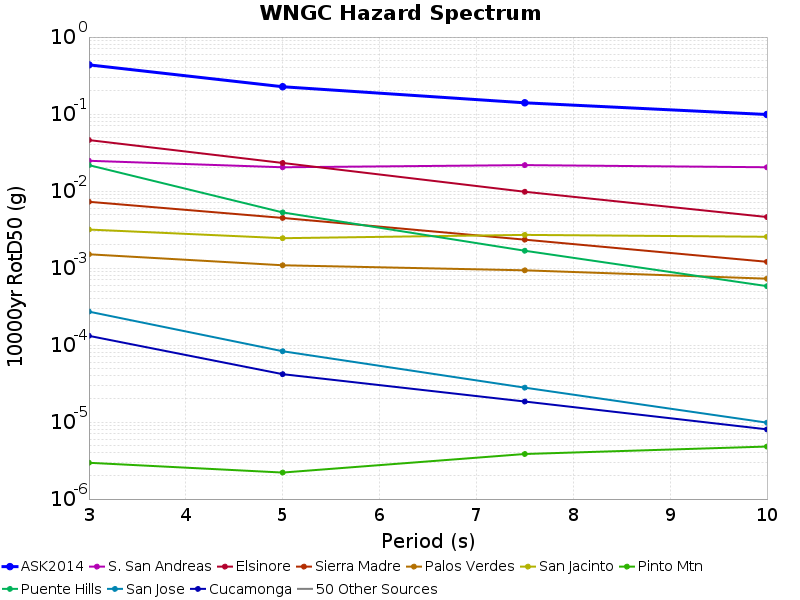 WNGC Hazard Spectrum
10^0
10^-1
10^-2
10^-3
10^-4
10^-5
10^-6
10000yr RotD50 (g)
3 4 5 6 7 8 9 10
Period (s)
ASK2014 S. San Andreas Elsinore Sierra Madre Palos Verdes San Jacinto Pinto Mtn
Puente Hills San Jose Cucamonga 50 Other Sources